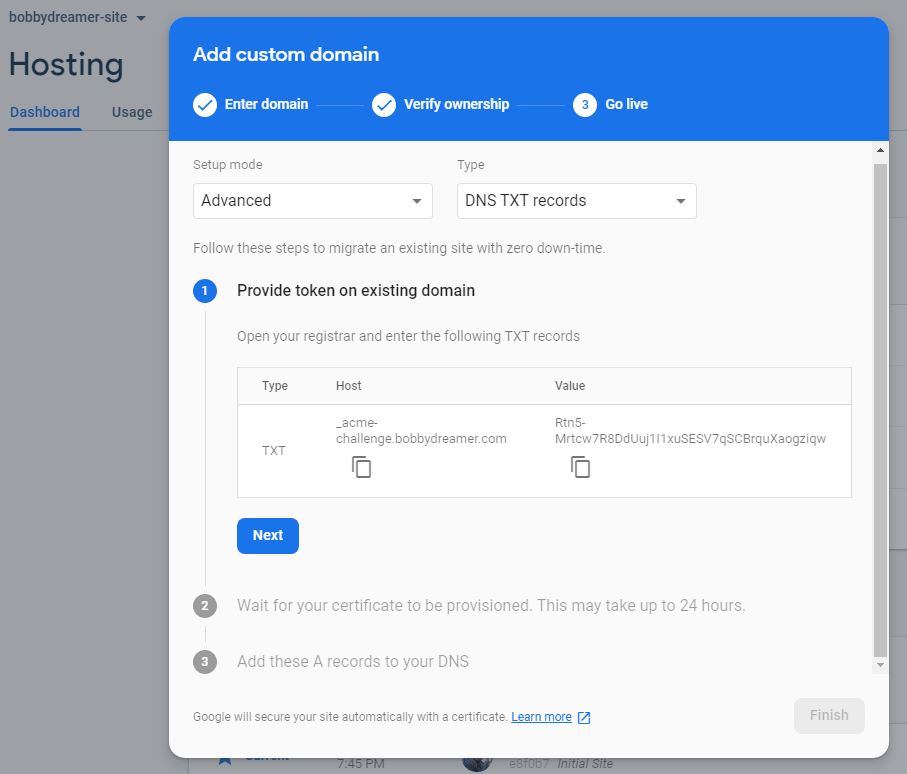 bobbydreamer-site
Hosting
Dashboard
Usage
Add custom domain
Enter domain
Verify ownership
3
Go live
Setup mode
Type
Advanced
DNS TXT records
Follow these steps to migrate an existing site with zero down-time.
1
Provide token on existing domain
Open your registrar and enter the following TXT records
Type
Host
Value
TXT
_acme-
challenge.bobbydreamer.com
Rtn5-
Mrtcw7R8DdUuj1I1xuSESV7qSCBrquXaogziqw
Next
2
Wait for your certificate to be provisioned. This may take up to 24 hours.
3
Add these A records to your DNS
Google will secure your site automatically with a certificate. Learn more
Finish
Current
7:45 PM
e8f0b7
Initial Site